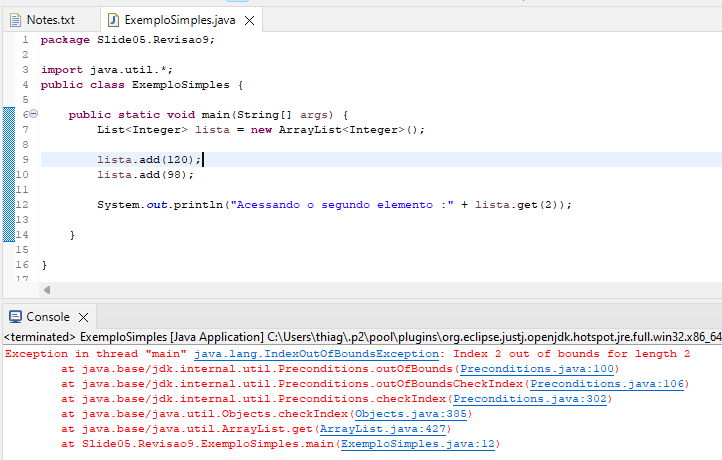 Notes.txt ExemploSimples.java
1 package Slide05.Revisao9;
2
3 import java.util.*;
4 public class ExemploSimples {
5
6 public static void main(String[] args) {
7 List<Integer> lista = new ArrayList<Integer>();
8
9 lista.add(120);
10 lista.add(98);
11
12 System.out.println("Acessando o segundo elemento :" + lista.get(2));
13
14 }
15
16 }
17
Console
<terminated> ExemploSimples [Java Application] C:\Users\thiag\.p2\pool\plugins\org.eclipse.justj.openjdk.hotspot.jre.full.win32.x86_64
Exception in thread "main" java.lang.IndexOutOfBoundsException: Index 2 out of bounds for length 2
at java.base/jdk.internal.util.Preconditions.outOfBounds(Preconditions.java:100)
at java.base/jdk.internal.util.Preconditions.outOfBoundsCheckIndex(Preconditions.java:106)
at java.base/jdk.internal.util.Preconditions.checkIndex(Preconditions.java:302)
at java.base/java.util.Objects.checkIndex(Objects.java:385)
at java.base/java.util.ArrayList.get(ArrayList.java:427)
at Slide05.Revisao9.ExemploSimples.main(ExemploSimples.java:12)